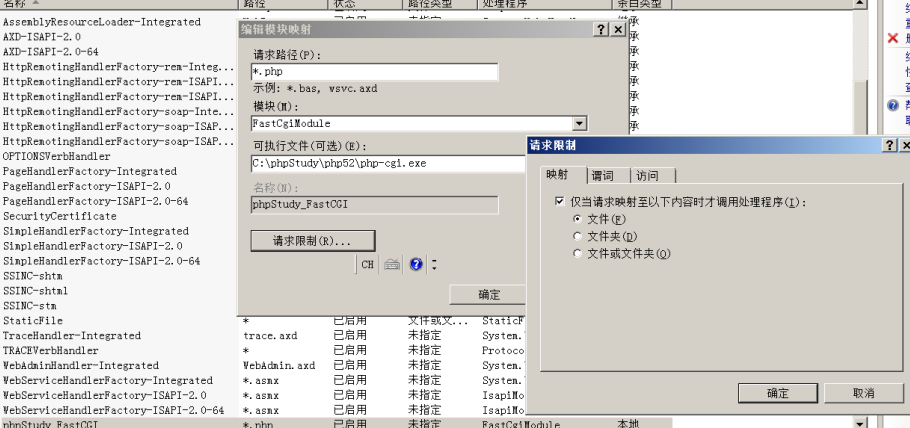 名称 路径 状态 路径类型 处理程序 条目类型
AssemblyResourceLoader-Integrated
AXD-ISAPI-2.0
AXD-ISAPI-2.0-64
HttpRemotingHandlerFactory-rem-Integ...
HttpRemotingHandlerFactory-rem-ISAPI...
HttpRemotingHandlerFactory-rem-ISAPI...
HttpRemotingHandlerFactory-soap-Inte...
HttpRemotingHandlerFactory-soap-ISAP...
HttpRemotingHandlerFactory-soap-ISAP...
OPTIONSVerbHandler
PageHandlerFactory-Integrated
PageHandlerFactory-ISAPI-2.0
PageHandlerFactory-ISAPI-2.0-64
SecurityCertificate
SimpleHandlerFactory-Integrated
SimpleHandlerFactory-ISAPI-2.0
SimpleHandlerFactory-ISAPI-2.0-64
SSINC-shtm
SSINC-shtml
SSINC-stm
StaticFile * 已启用 文件或文... StaticF
TraceHandler-Integrated trace.axd 已启用 未指定 System.
TRACEVerbHandler * 已启用 未指定 Protoco
WebAdminHandler-Integrated WebAdmin.axd 已启用 未指定 System.
WebServiceHandlerFactory-Integrated *.asmx 已启用 未指定 System.
WebServiceHandlerFactory-ISAPI-2.0 *.asmx 已启用 未指定 IsapiMo
WebServiceHandlerFactory-ISAPI-2.0-64 *.asmx 已启用 未指定 IsapiMo
phpStudy_FastCGI *.php 已启用 未指定 FastCgiModule 本地
编辑模块映射
请求路径(P):
*.php
示例: *.bas, wsvc.axd
模块(M):
FastCgiModule
可执行文件(可选)(E):
C:\phpStudy\php52\php-cgi.exe
名称(N):
phpStudy_FastCGI
请求限制(R)...
CH
确定
请求限制
映射 谓词 访问
仅当请求映射至以下内容时才调用处理程序(I):
文件(F)
文件夹(D)
文件或文件夹(O)
确定 取消